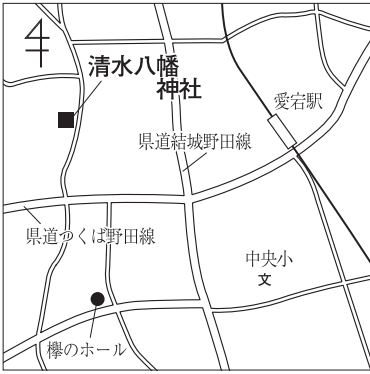 清水八幡
神社
愛宕駅
県道結城野田線
県道つくば野田線
中央小
文
欅のホール